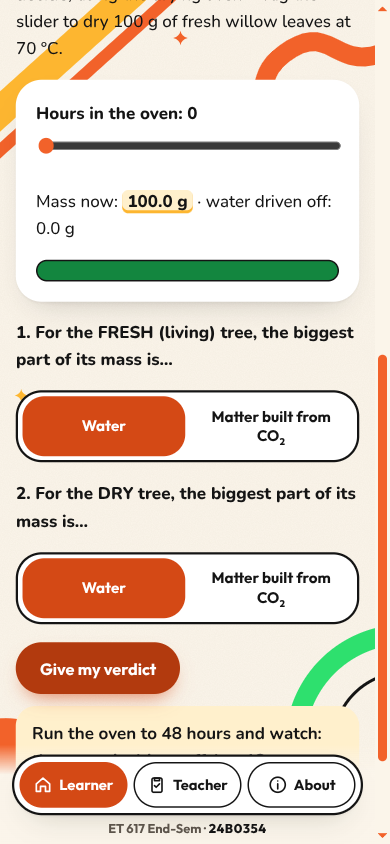 slider to dry 100 g of fresh willow leaves at
70 °C.
Hours in the oven: 0
Mass now: 100.0 g · water driven off:
0.0 g
1. For the FRESH (living) tree, the biggest
part of its mass is...
Water
Matter built from
CO₂
2. For the DRY tree, the biggest part of its
mass is...
Water
Matter built from
CO₂
Give my verdict
Run the oven to 48 hours and watch:
Learner
Teacher
About
ET 617 End-Sem · 24B0354